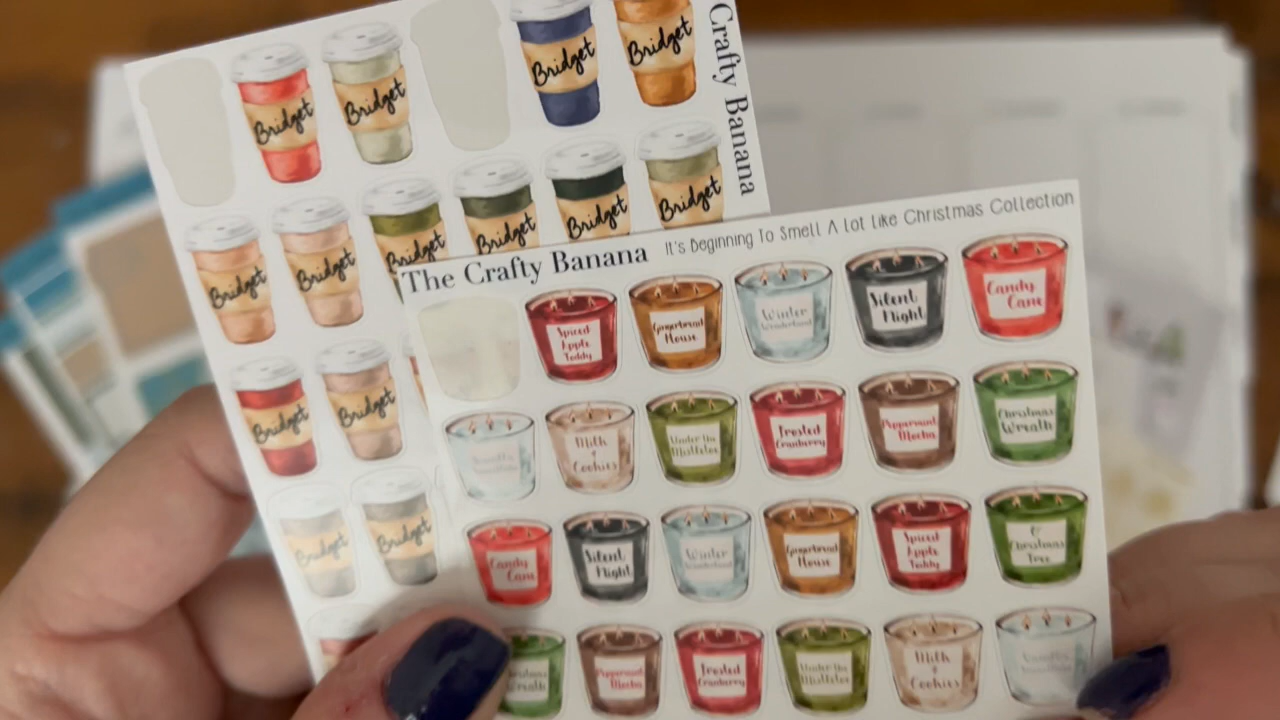 Bridget
Bridget
Bridget
Bridget
Crafty Banana
Bridget
Bridget
Bridget
Bridget
Bridget
Bridget
Bridget
Bridget
Bridget
Bridget
The Crafty Banana
It's Beginning To Smell A Lot Like Christmas Collection
Spiced
Apple
Toddy
Gingerbread
House
Winter
Wonderland
Silent
Night
Candy
Cane
Milk
+
Cookies
Under the
Mistletoe
Frosted
Cranberry
Peppermint
Mocha
Christmas
Wreath
Candy
Cane
Silent
Night
Winter
Wonderland
Gingerbread
House
Spiced
Apple
Toddy
O
Christmas
Tree
Christmas
Wreath
Peppermint
Mocha
Frosted
Cranberry
Under the
Mistletoe
Milk
+
Cookies